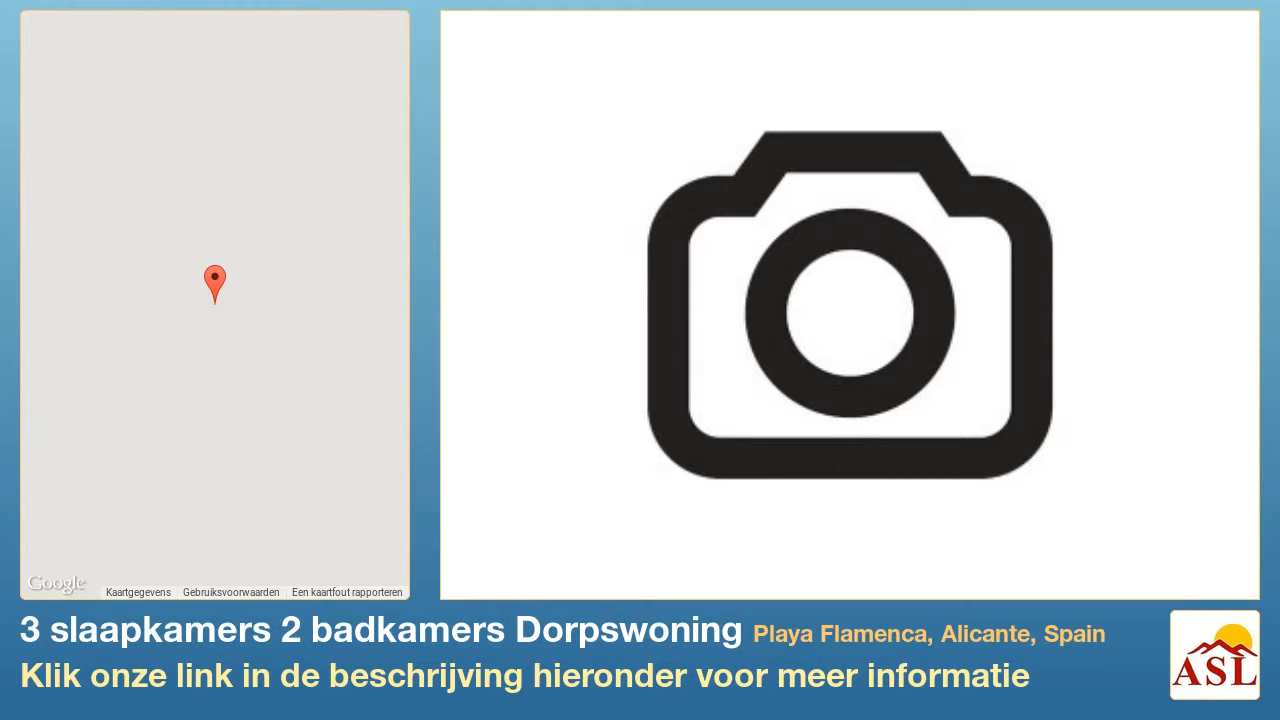 Google
Kaartgegevens Gebruiksvoorwaarden Een kaartfout rapporteren
3 slaapkamers 2 badkamers Dorpswoning Playa Flamenca, Alicante, Spain
Klik onze link in de beschrijving hieronder voor meer informatie
ASL